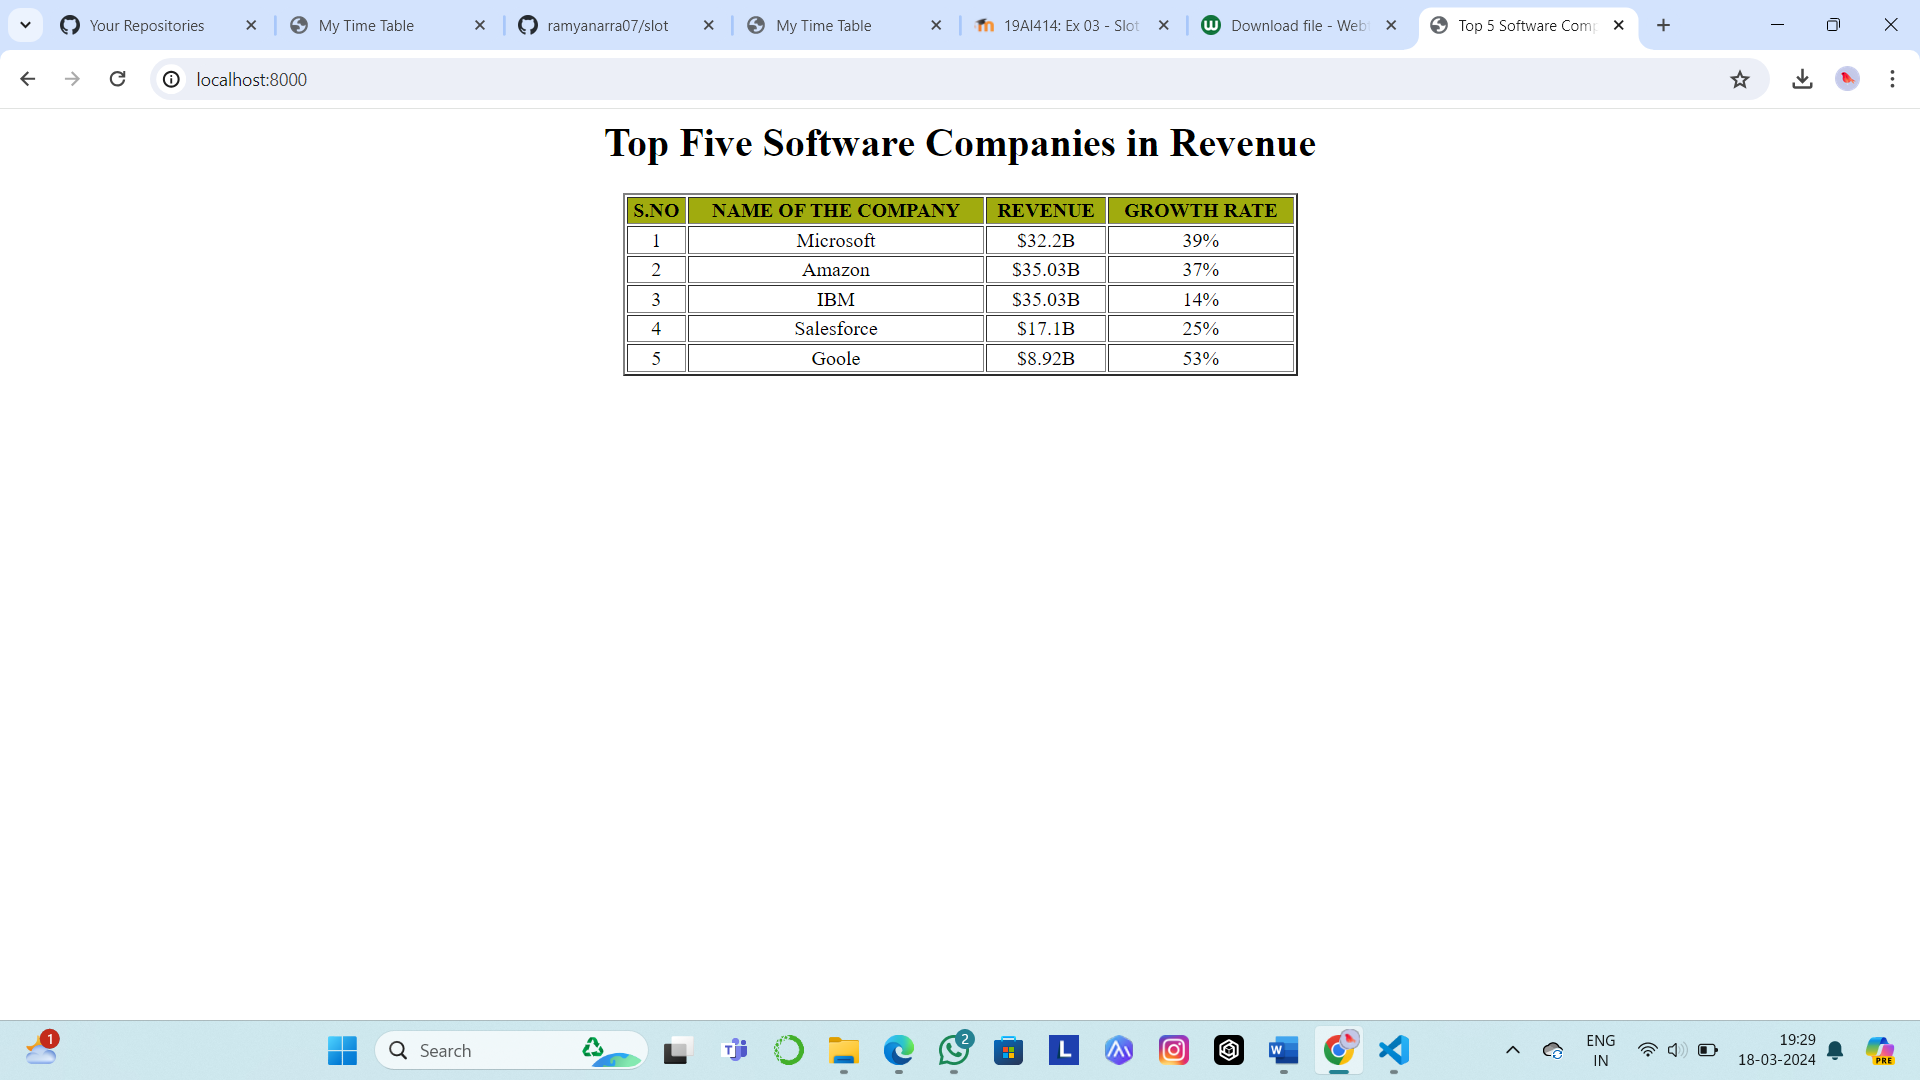 Your Repositories
My Time Table
ramyanarra07/slot
My Time Table
19AI414: Ex 03 - Slot
Download file - Web
Top 5 Software Comp
localhost:8000
Top Five Software Companies in Revenue
S.NO NAME OF THE COMPANY REVENUE GROWTH RATE
1 Microsoft $32.2B 39%
2 Amazon $35.03B 37%
3 IBM $35.03B 14%
4 Salesforce $17.1B 25%
5 Goole $8.92B 53%
1
Search
2
L
W
PRE
ENG
IN
19:29
18-03-2024